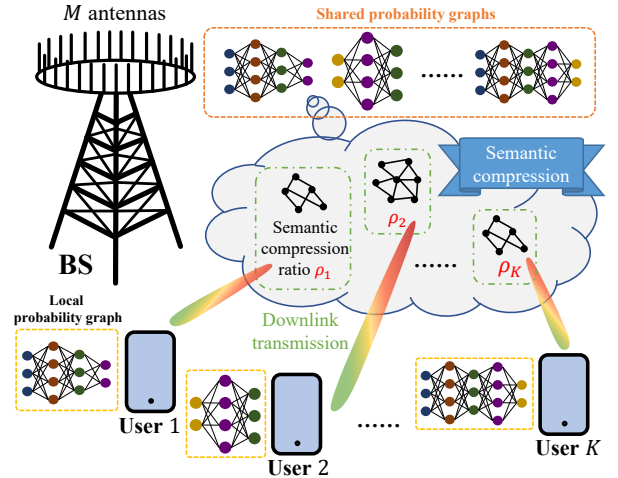 M antennas
Shared probability graphs
......
Semantic
compression
ρ1
Semantic
compression
ratio ρ1
ρ2
......
ρK
BS
Local
probability graph
Downlink
transmission
User 1
User 2
......
User K